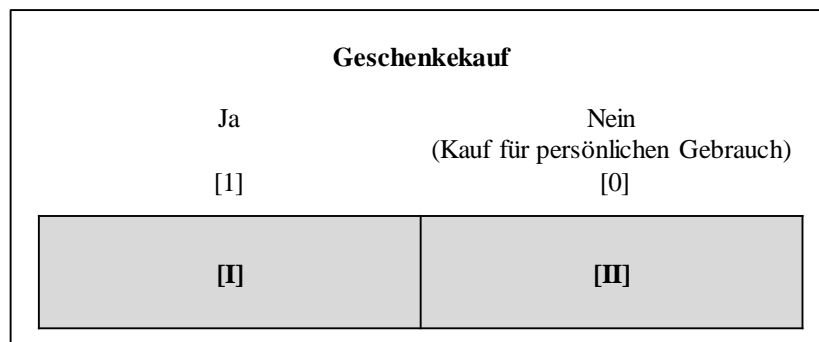 Geschenkekauf
Ja
Nein
(Kauf für persönlichen Gebrauch)
[1]
[0]
[I]
[II]